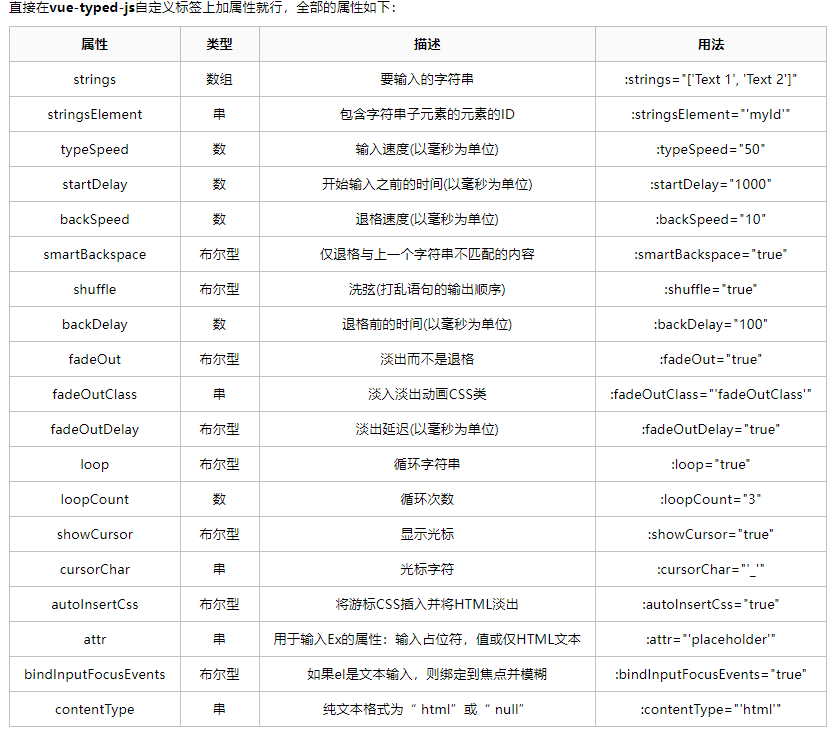 直接在vue-typed-js自定义标签上加属性就行，全部的属性如下：
属性 类型 描述 用法
strings 数组 要输入的字符串 :strings="['Text 1', 'Text 2']"
stringsElement 串 包含字符串子元素的元素的ID :stringsElement="'myId'"
typeSpeed 数 输入速度(以毫秒为单位) :typeSpeed="50"
startDelay 数 开始输入之前的时间(以毫秒为单位) :startDelay="1000"
backSpeed 数 退格速度(以毫秒为单位) :backSpeed="10"
smartBackspace 布尔型 仅退格与上一个字符串不匹配的内容 :smartBackspace="true"
shuffle 布尔型 洗弦(打乱语句的输出顺序) :shuffle="true"
backDelay 数 退格前的时间(以毫秒为单位) :backDelay="100"
fadeOut 布尔型 淡出而不是退格 :fadeOut="true"
fadeOutClass 串 淡入淡出动画CSS类 :fadeOutClass="'fadeOutClass'"
fadeOutDelay 布尔型 淡出延迟(以毫秒为单位) :fadeOutDelay="true"
loop 布尔型 循环字符串 :loop="true"
loopCount 数 循环次数 :loopCount="3"
showCursor 布尔型 显示光标 :showCursor="true"
cursorChar 串 光标字符 :cursorChar="'_'"
autoInsertCss 布尔型 将游标CSS插入并将HTML淡出 :autoInsertCss="true"
attr 串 用于输入Ex的属性：输入占位符，值或仅HTML文本 :attr="'placeholder'"
bindInputFocusEvents 布尔型 如果el是文本输入，则绑定到焦点并模糊 :bindInputFocusEvents="true"
contentType 串 纯文本格式为“ html”或“ null” :contentType="'html'"